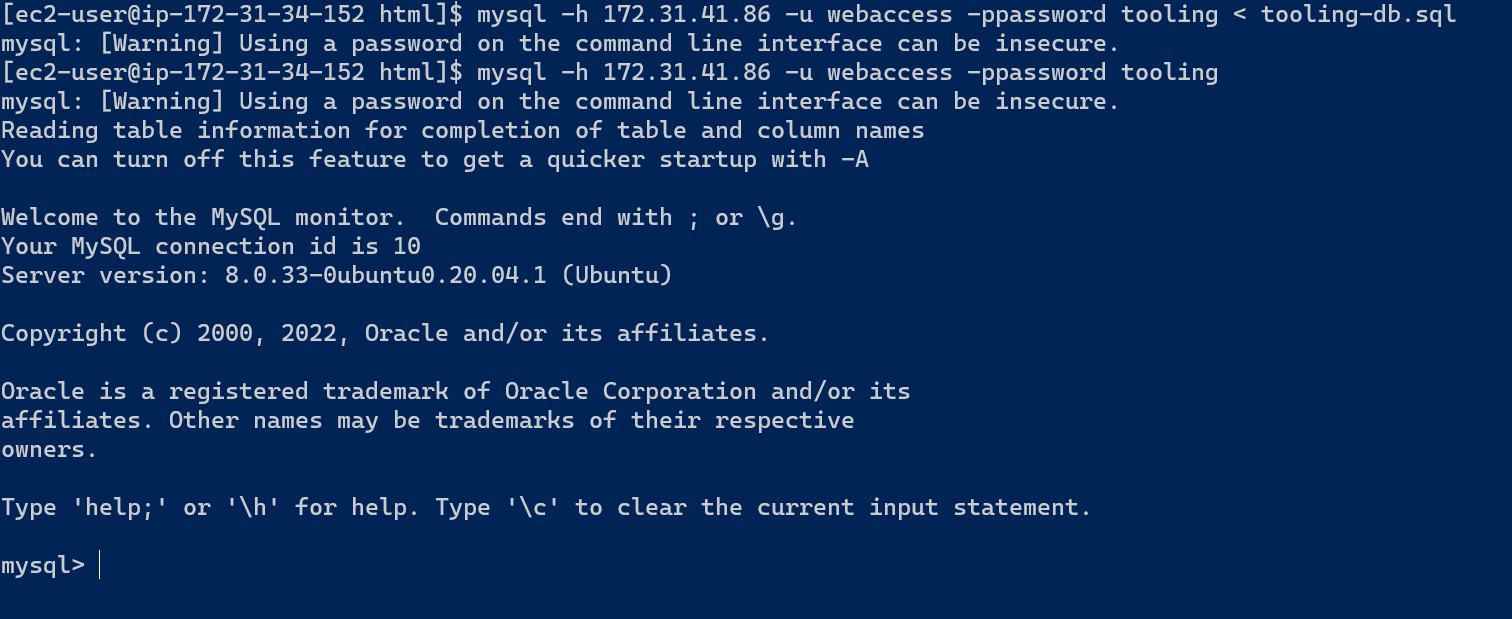 [ec2-user@ip-172-31-34-152 html]$ mysql -h 172.31.41.86 -u webaccess -ppassword tooling < tooling-db.sql
mysql: [Warning] Using a password on the command line interface can be insecure.
[ec2-user@ip-172-31-34-152 html]$ mysql -h 172.31.41.86 -u webaccess -ppassword tooling
mysql: [Warning] Using a password on the command line interface can be insecure.
Reading table information for completion of table and column names
You can turn off this feature to get a quicker startup with -A

Welcome to the MySQL monitor.  Commands end with ; or \g.
Your MySQL connection id is 10
Server version: 8.0.33-0ubuntu0.20.04.1 (Ubuntu)

Copyright (c) 2000, 2022, Oracle and/or its affiliates.

Oracle is a registered trademark of Oracle Corporation and/or its
affiliates. Other names may be trademarks of their respective
owners.

Type 'help;' or '\h' for help. Type '\c' to clear the current input statement.

mysql>